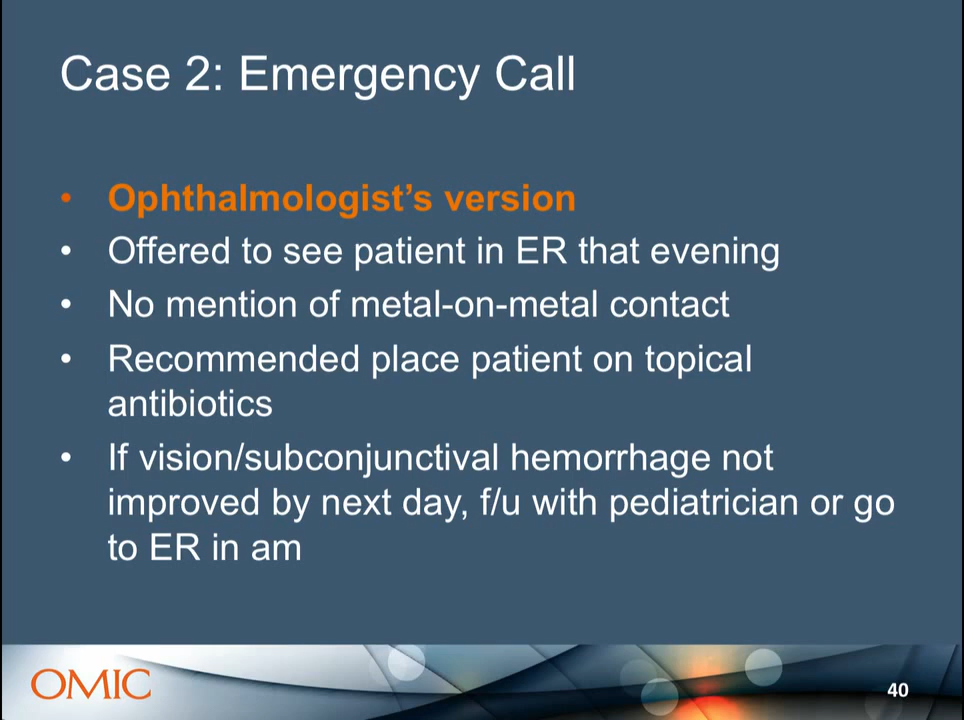 Case 2: Emergency Call
• Ophthalmologist’s version
• Offered to see patient in ER that evening
• No mention of metal-on-metal contact
• Recommended place patient on topical
antibiotics
• If vision/subconjunctival hemorrhage not
improved by next day, f/u with pediatrician or go
to ER in am
OMIC
40